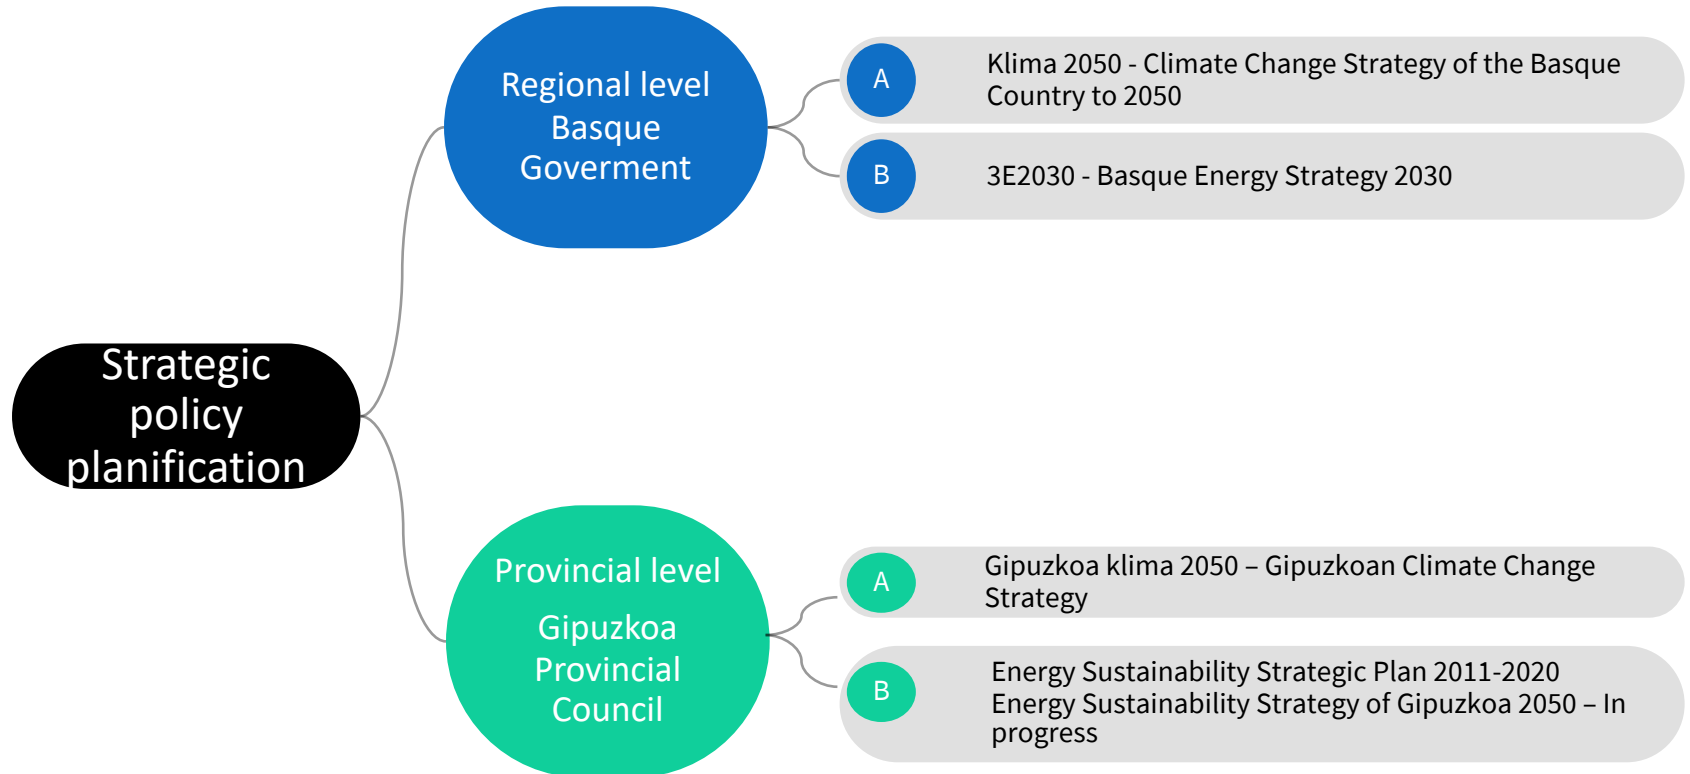 Regional level
Basque
Goverment
A
Klima 2050 - Climate Change Strategy of the Basque
Country to 2050
B
3E2030 - Basque Energy Strategy 2030
Strategic
policy
planification
Provincial level
Gipuzkoa
Provincial
Council
A
Gipuzkoa klima 2050 – Gipuzkoan Climate Change
Strategy
B
Energy Sustainability Strategic Plan 2011-2020
Energy Sustainability Strategy of Gipuzkoa 2050 – In
progress